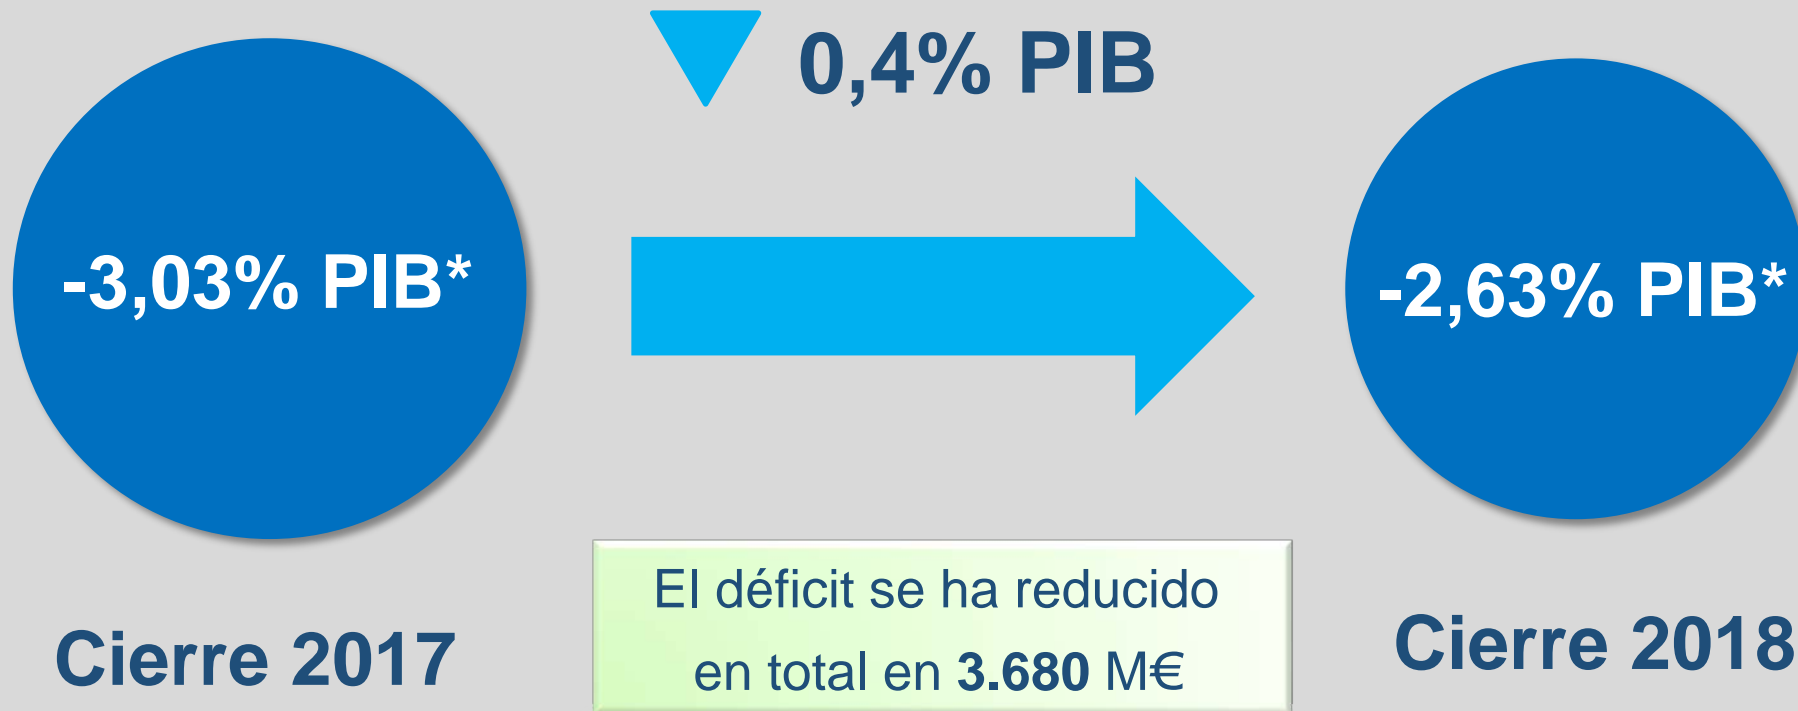 0,4% PIB
-3,03% PIB*
-2,63% PIB*
El déficit se ha reducido
en total en 3.680 M€
Cierre 2017
Cierre 2018